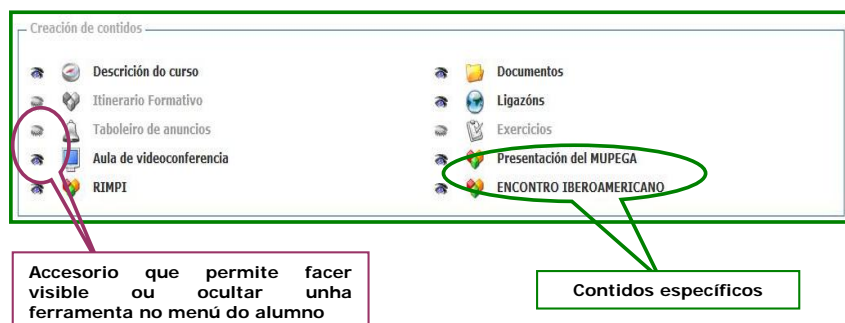 Creación de contidos
Descrición do curso
Itinerario Formativo
Taboleiro de anuncios
Aula de videoconferencia
RIMPI
Documentos
Ligazóns
Exercicios
Presentación del MUPEGA
ENCONTRO IBEROAMERICANO
Accesorio que permite facer
visible ou ocultar unha
ferramenta no menú do alumno
Contidos específicos